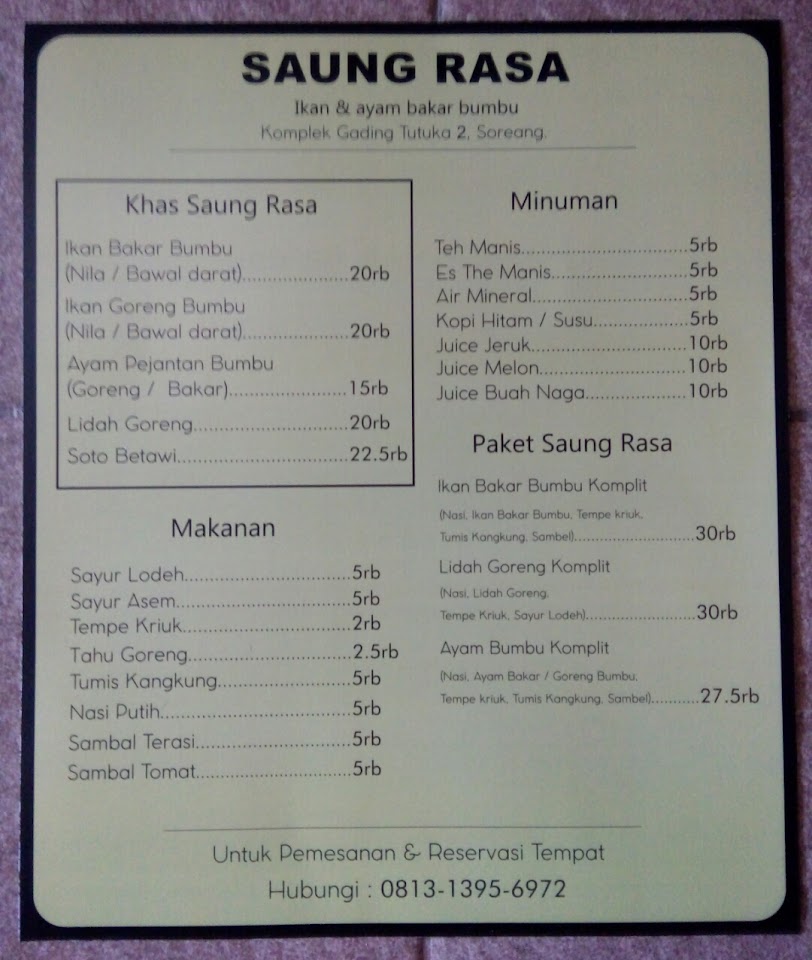 SAUNG RASA
Ikan & ayam bakar bumbu
Komplek Gading Tutuka 2, Soreang.
Khas Saung Rasa
Ikan Bakar Bumbu
(Nila / Bawal darat)......................20rb
Ikan Goreng Bumbu
(Nila / Bawal darat)......................20rb
Ayam Pejantan Bumbu
(Goreng / Bakar)........................15rb
Lidah Goreng................................20rb
Soto Betawi...................................22.5rb
Makanan
Sayur Lodeh..................................5rb
Sayur Asem....................................5rb
Tempe Kriuk...................................2rb
Tahu Goreng..................................2.5rb
Tumis Kangkung............................5rb
Nasi Putih.......................................5rb
Sambal Terasi................................5rb
Sambal Tomat................................5rb
Minuman
Teh Manis..................................5rb
Es The Manis............................5rb
Air Mineral................................5rb
Kopi Hitam / Susu....................5rb
Juice Jeruk................................10rb
Juice Melon..............................10rb
Juice Buah Naga.....................10rb
Paket Saung Rasa
Ikan Bakar Bumbu Komplit
(Nasi, Ikan Bakar Bumbu, Tempe kriuk,
Tumis Kangkung, Sambel).........................30rb
Lidah Goreng Komplit
(Nasi, Lidah Goreng,
Tempe Kriuk, Sayur Lodeh).......................30rb
Ayam Bumbu Komplit
(Nasi, Ayam Bakar / Goreng Bumbu,
Tempe kriuk, Tumis Kangkung, Sambel)..........27.5rb
Untuk Pemesanan & Reservasi Tempat
Hubungi : 0813-1395-6972